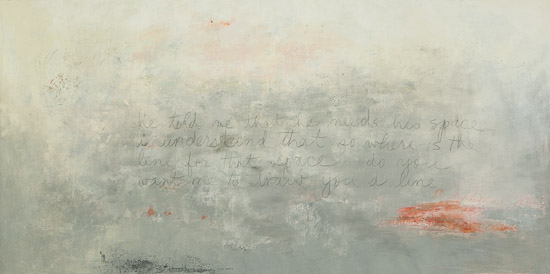 he told me that he needs his space
i understand that so where is the
line for that space do you
want me to draw you a line